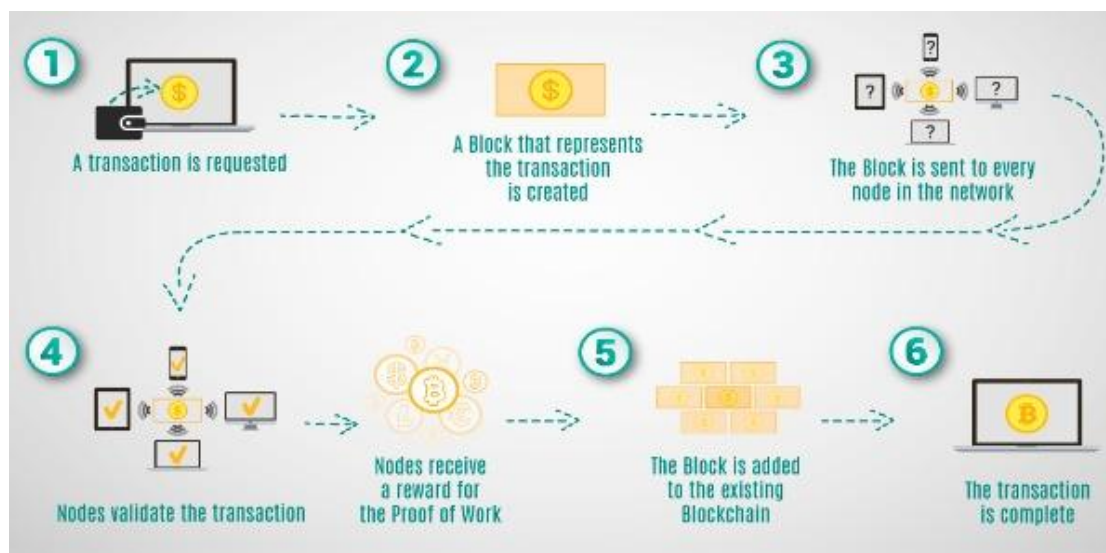 1
A transaction is requested
2
A Block that represents
the transaction
is created
3
?
?
?
?
The Block is sent to every
node in the network
4
Nodes validate the transaction
Nodes receive
a reward for
the Proof of Work
5
The Block is added
to the existing
Blockchain
6
The transaction
is complete